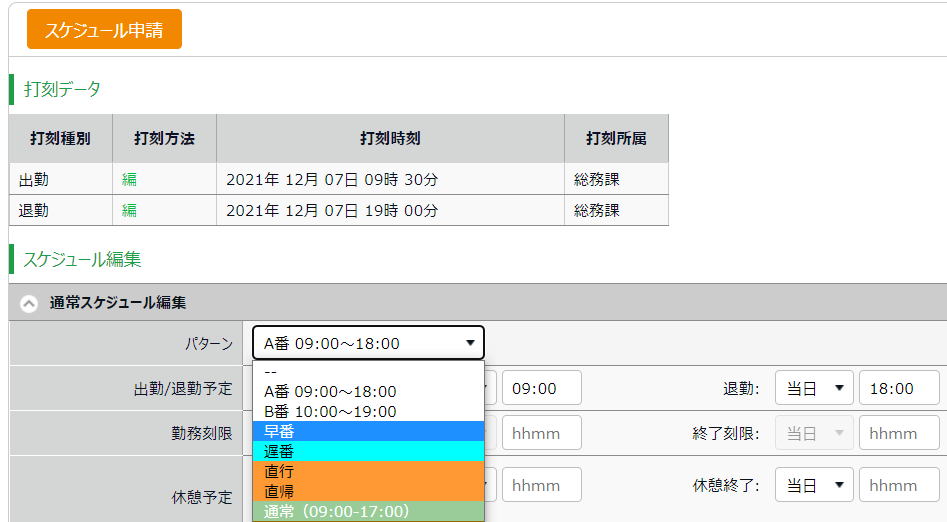 スケジュール申請
打刻データ
打刻種別 打刻方法 打刻時刻 打刻所属
出勤 編 2021年 12月 07日 09時 30分 総務課
退勤 編 2021年 12月 07日 19時 00分 総務課
スケジュール編集
通常スケジュール編集
パターン A番 09:00～18:00
--
出勤/退勤予定 09:00 退勤: 当日 18:00
A番 09:00～18:00
B番 10:00～19:00
勤務刻限 hhmm 終了刻限: 当日 hhmm
早番
遅番
直行
休憩予定 hhmm 休憩終了: 当日 hhmm
直帰
通常（09:00-17:00）